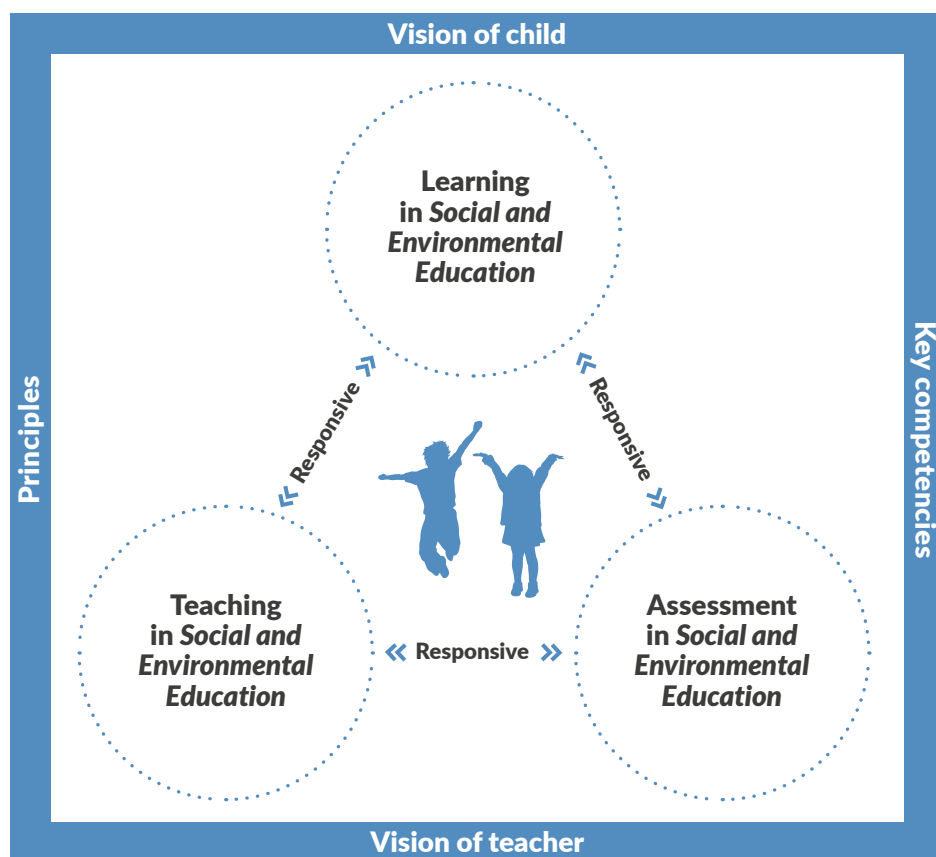 Vision of child
Learning
in Social and
Environmental
Education
Principles
Key competencies
Responsive
Responsive
Teaching
in Social and
Environmental
Education
Responsive
Assessment
in Social and
Environmental
Education
Vision of teacher